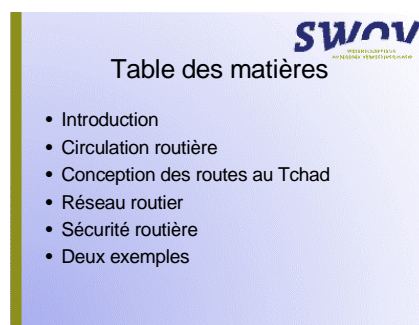 SWOV
Table des matières
• Introduction
• Circulation routière
• Conception des routes au Tchad
• Réseau routier
• Sécurité routière
• Deux exemples